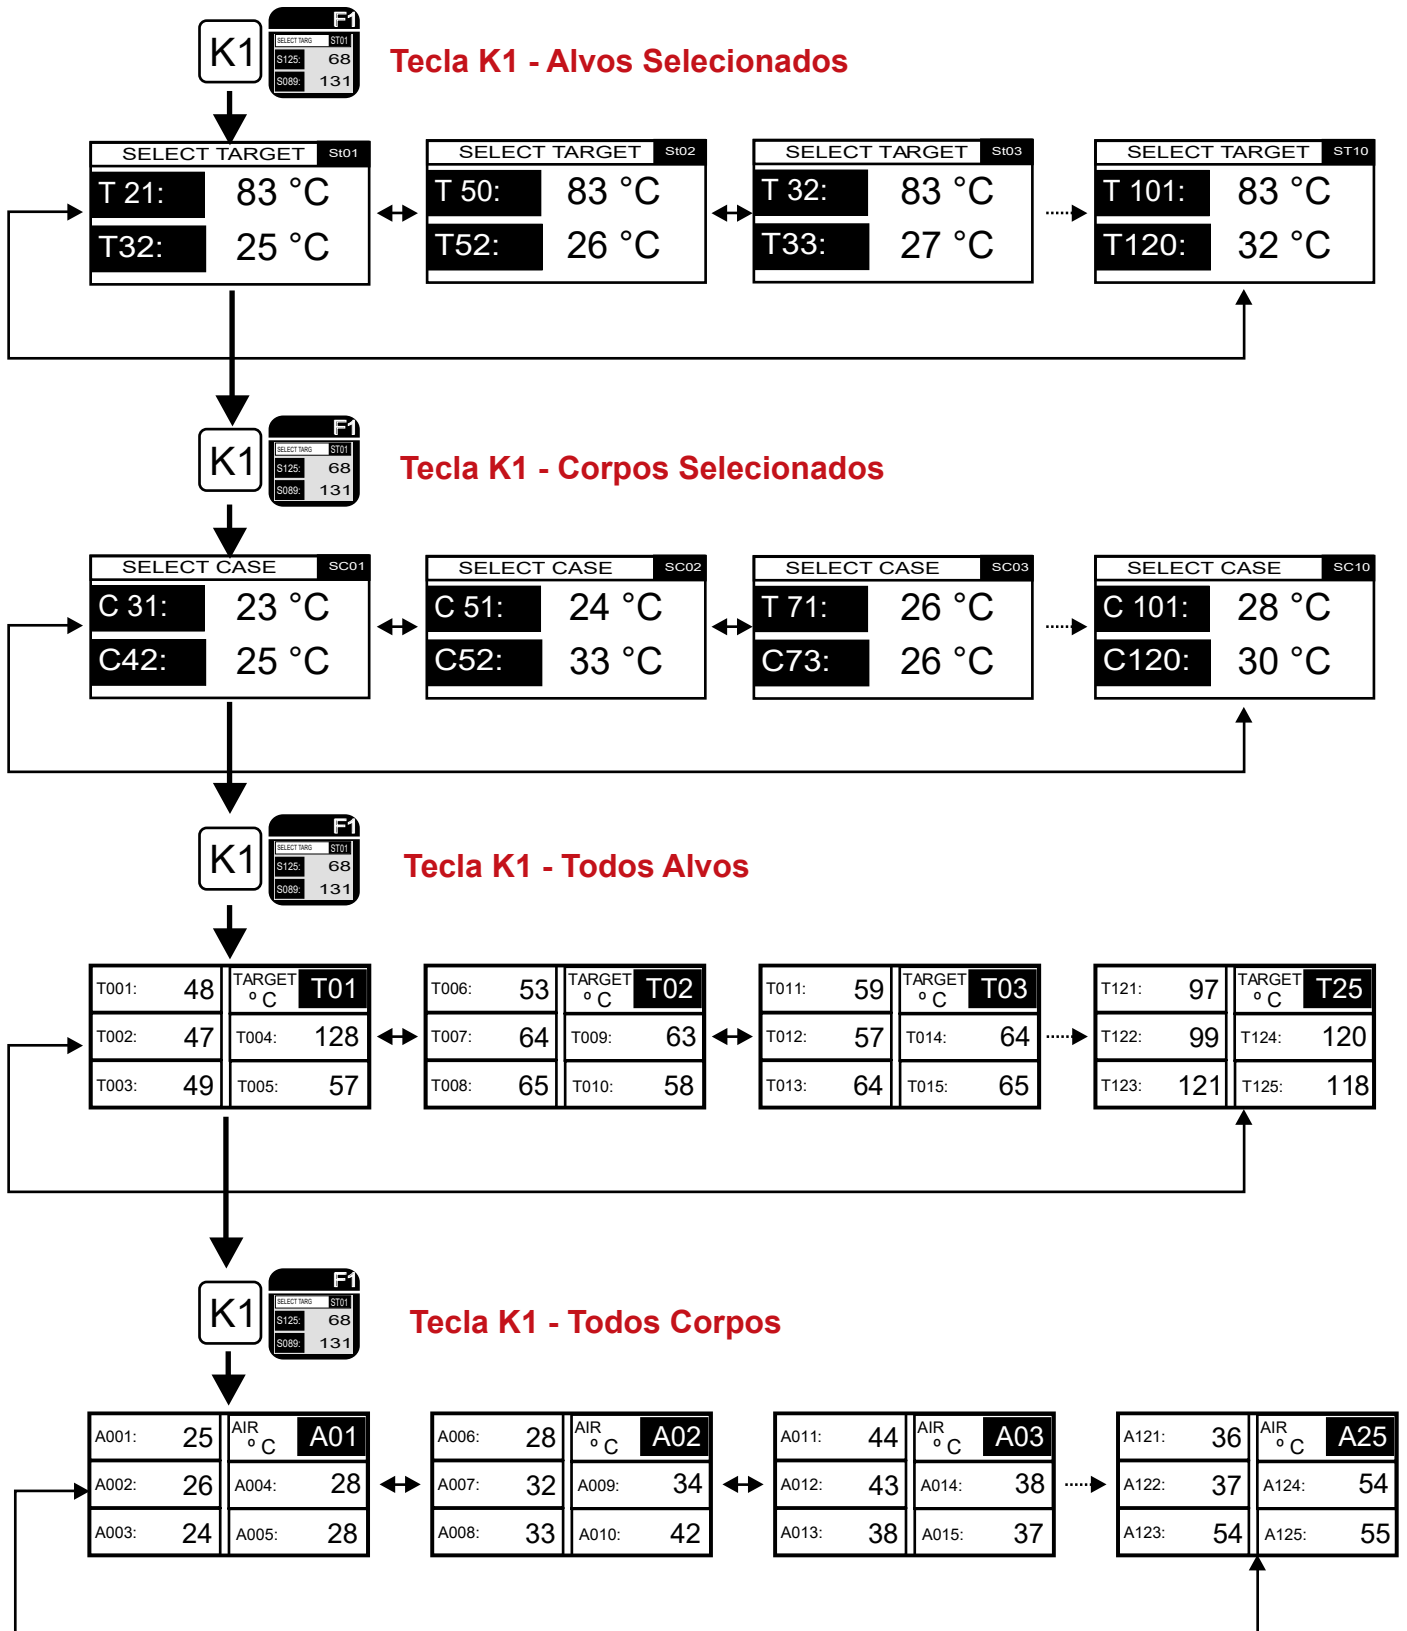 F1
K1
SELECT TARG ST01
S125: 68
S089: 131
Tecla K1 - Alvos Selecionados
SELECT TARGET St01
T 21: 83 °C
T32: 25 °C
SELECT TARGET St02
T 50: 83 °C
T52: 26 °C
SELECT TARGET St03
T 32: 83 °C
T33: 27 °C
SELECT TARGET ST10
T 101: 83 °C
T120: 32 °C
F1
K1
SELECT TARG ST01
S125: 68
S089: 131
Tecla K1 - Corpos Selecionados
SELECT CASE SC01
C 31: 23 °C
C42: 25 °C
SELECT CASE SC02
C 51: 24 °C
C52: 33 °C
SELECT CASE SC03
T 71: 26 °C
C73: 26 °C
SELECT CASE SC10
C 101: 28 °C
C120: 30 °C
F1
K1
SELECT TARG ST01
S125: 68
S089: 131
Tecla K1 - Todos Alvos
T001: 48 TARGET º C T01
T002: 47 T004: 128
T003: 49 T005: 57
T006: 53 TARGET º C T02
T007: 64 T009: 63
T008: 65 T010: 58
T011: 59 TARGET º C T03
T012: 57 T014: 64
T013: 64 T015: 65
T121: 97 TARGET º C T25
T122: 99 T124: 120
T123: 121 T125: 118
F1
K1
SELECT TARG ST01
S125: 68
S089: 131
Tecla K1 - Todos Corpos
A001: 25 AIR º C A01
A002: 26 A004: 28
A003: 24 A005: 28
A006: 28 AIR º C A02
A007: 32 A009: 34
A008: 33 A010: 42
A011: 44 AIR º C A03
A012: 43 A014: 38
A013: 38 A015: 37
A121: 36 AIR º C A25
A122: 37 A124: 54
A123: 54 A125: 55